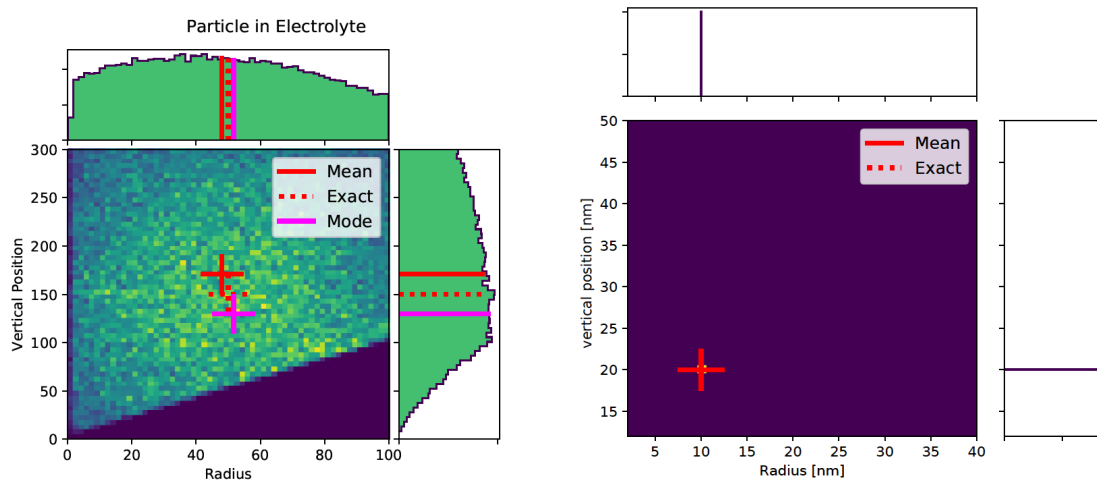 Particle in Electrolyte
300
250
200
150
100
50
0
Vertical Position
Mean
Exact
Mode
0 20 40 60 80 100
Radius
50
45
40
35
30
25
20
15
vertical position [nm]
Mean
Exact
5 10 15 20 25 30 35 40
Radius [nm]